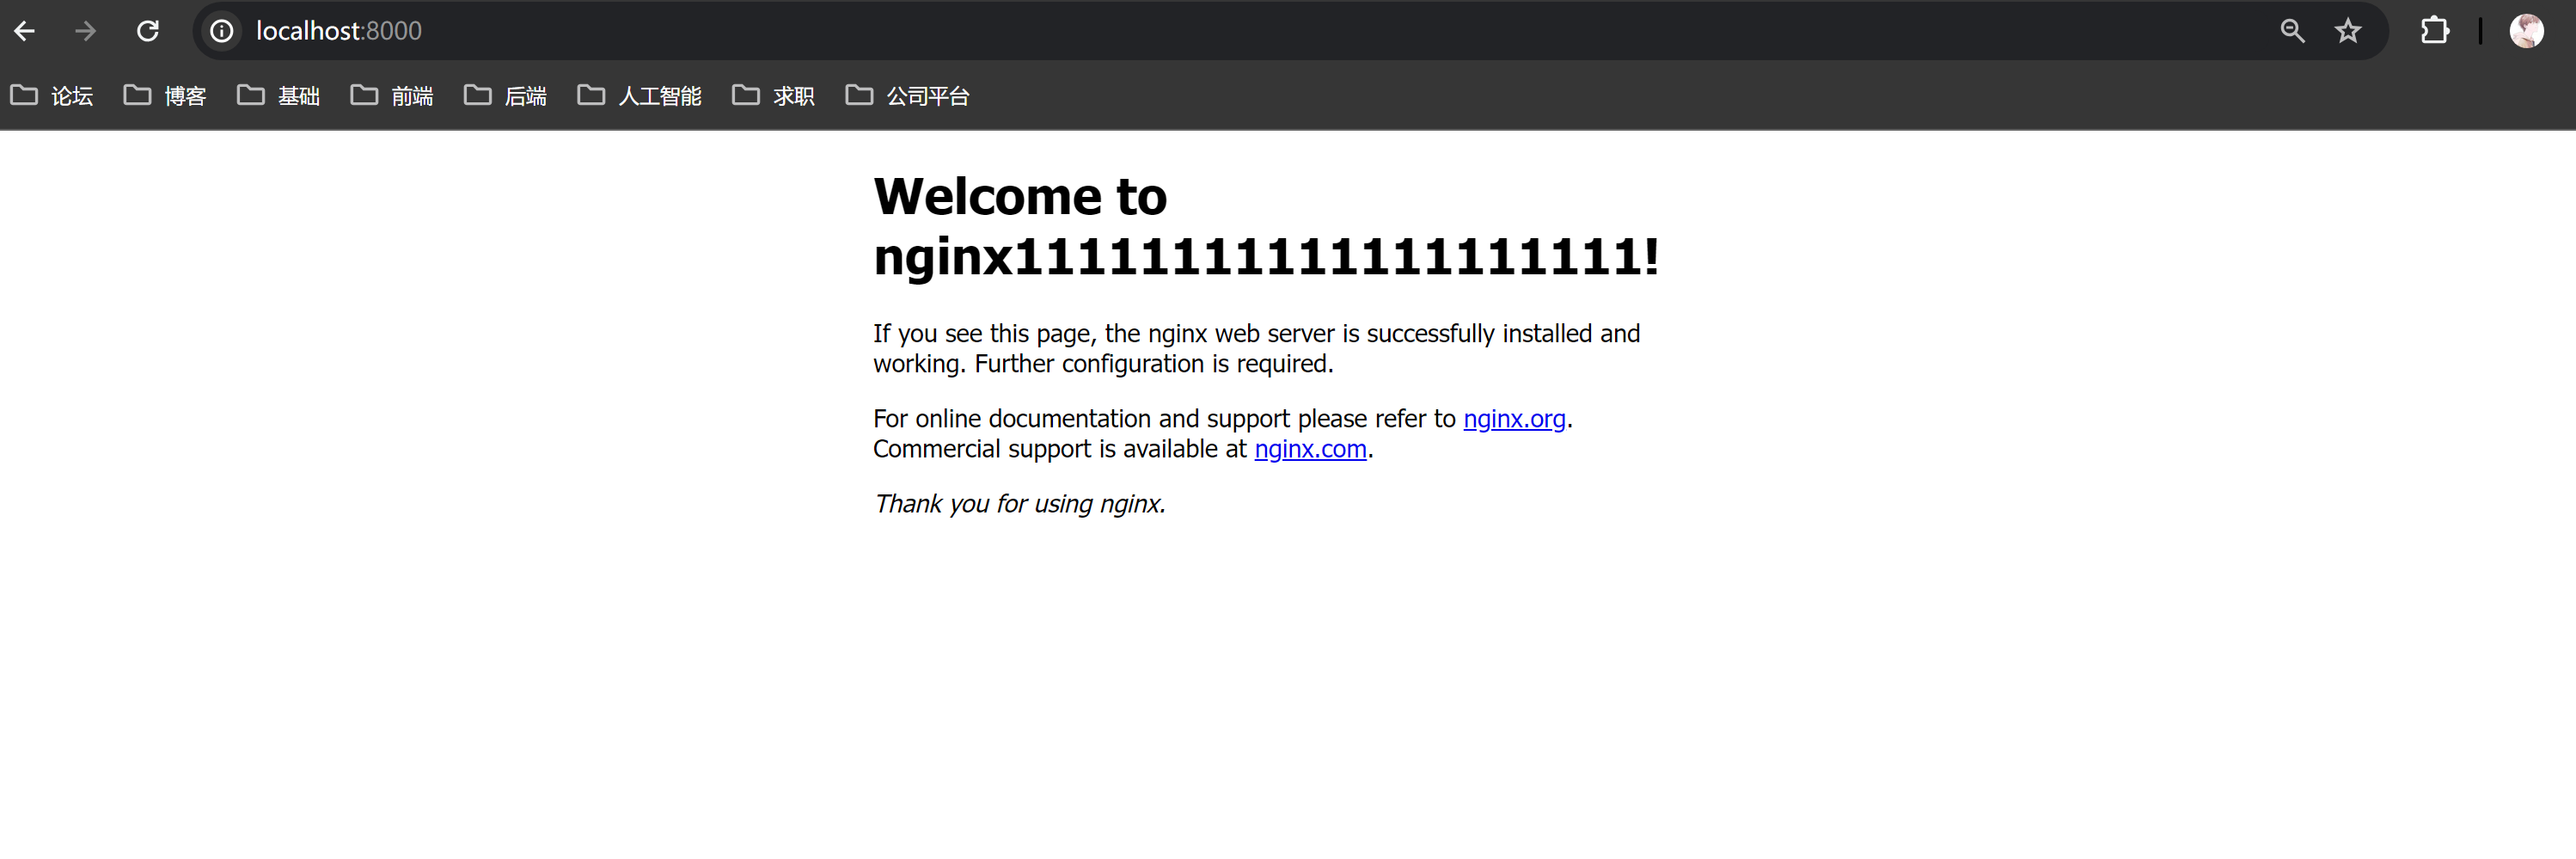 localhost:8000
论坛 博客 基础 前端 后端 人工智能 求职 公司平台
Welcome to
nginx11111111111111111111!
If you see this page, the nginx web server is successfully installed and
working. Further configuration is required.
For online documentation and support please refer to nginx.org.
Commercial support is available at nginx.com.
Thank you for using nginx.